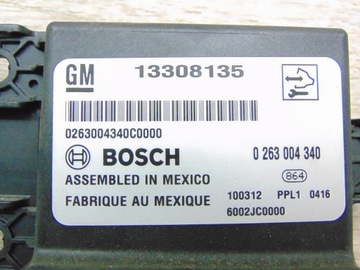 GM 13308135
0263004340C0000
BOSCH 0 263 004 340
ASSEMBLED IN MEXICO 864
FABRIQUE AU MEXIQUE 100312 PPL1 0416
6002JC0000